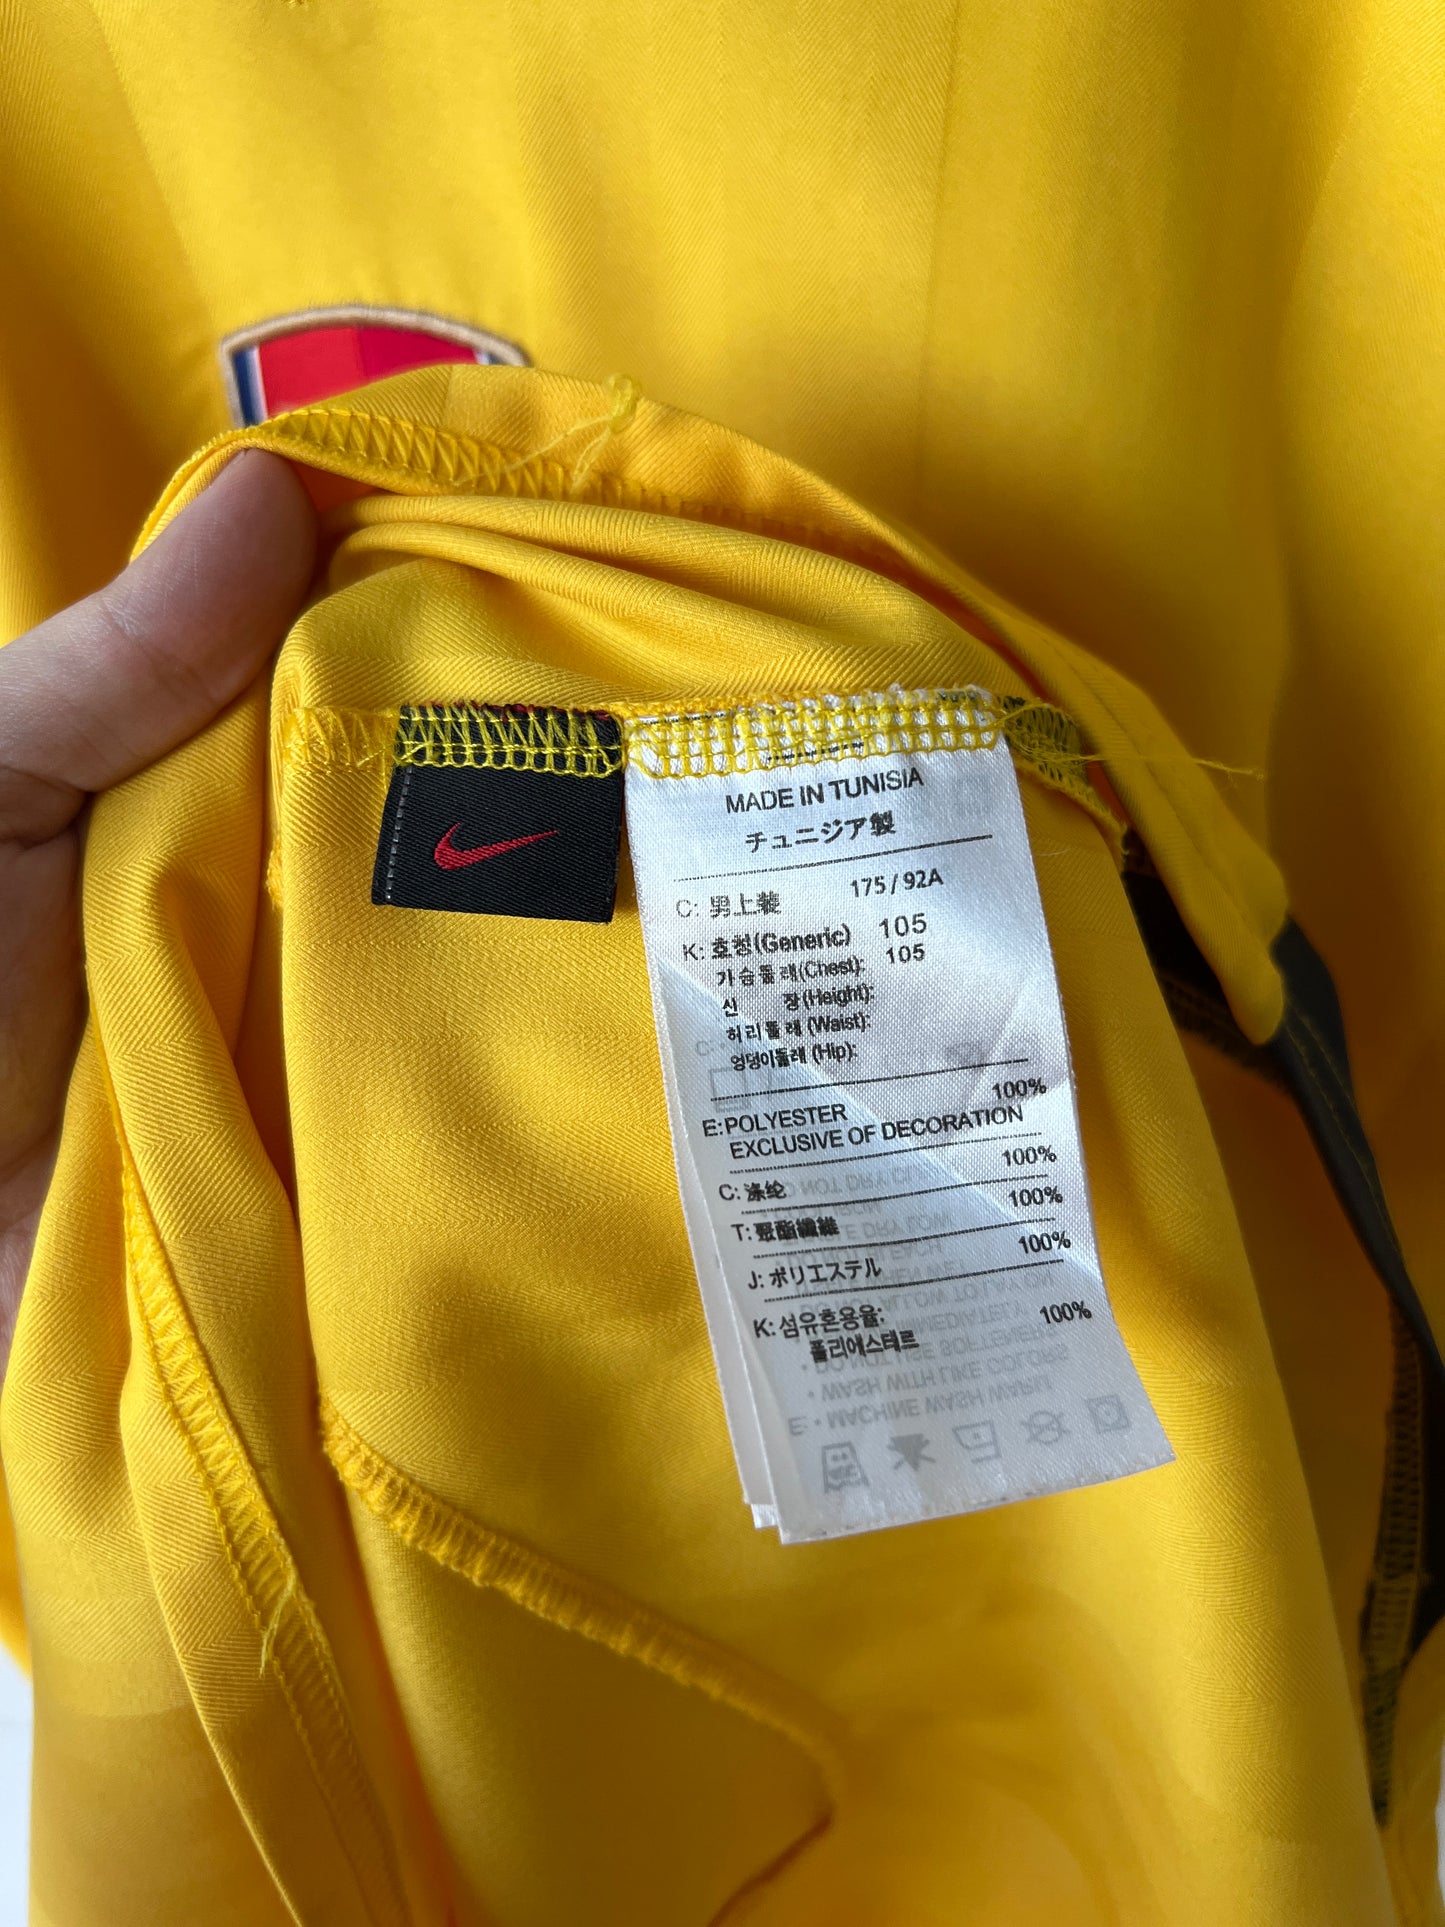 MADE IN TUNISIA
チュニジア製
C: 男上装 175 / 92A
K: 호칭(Generic) 105
가슴둘레(Chest): 105
신 장(Height):
허리둘레(Waist):
엉덩이둘레(Hip):
E:POLYESTER 100%
EXCLUSIVE OF DECORATION
C: 涤纶 100%
T: 聚酯纖維 100%
J: ポリエステル 100%
K: 섬유혼용율:
폴리에스테르 100%